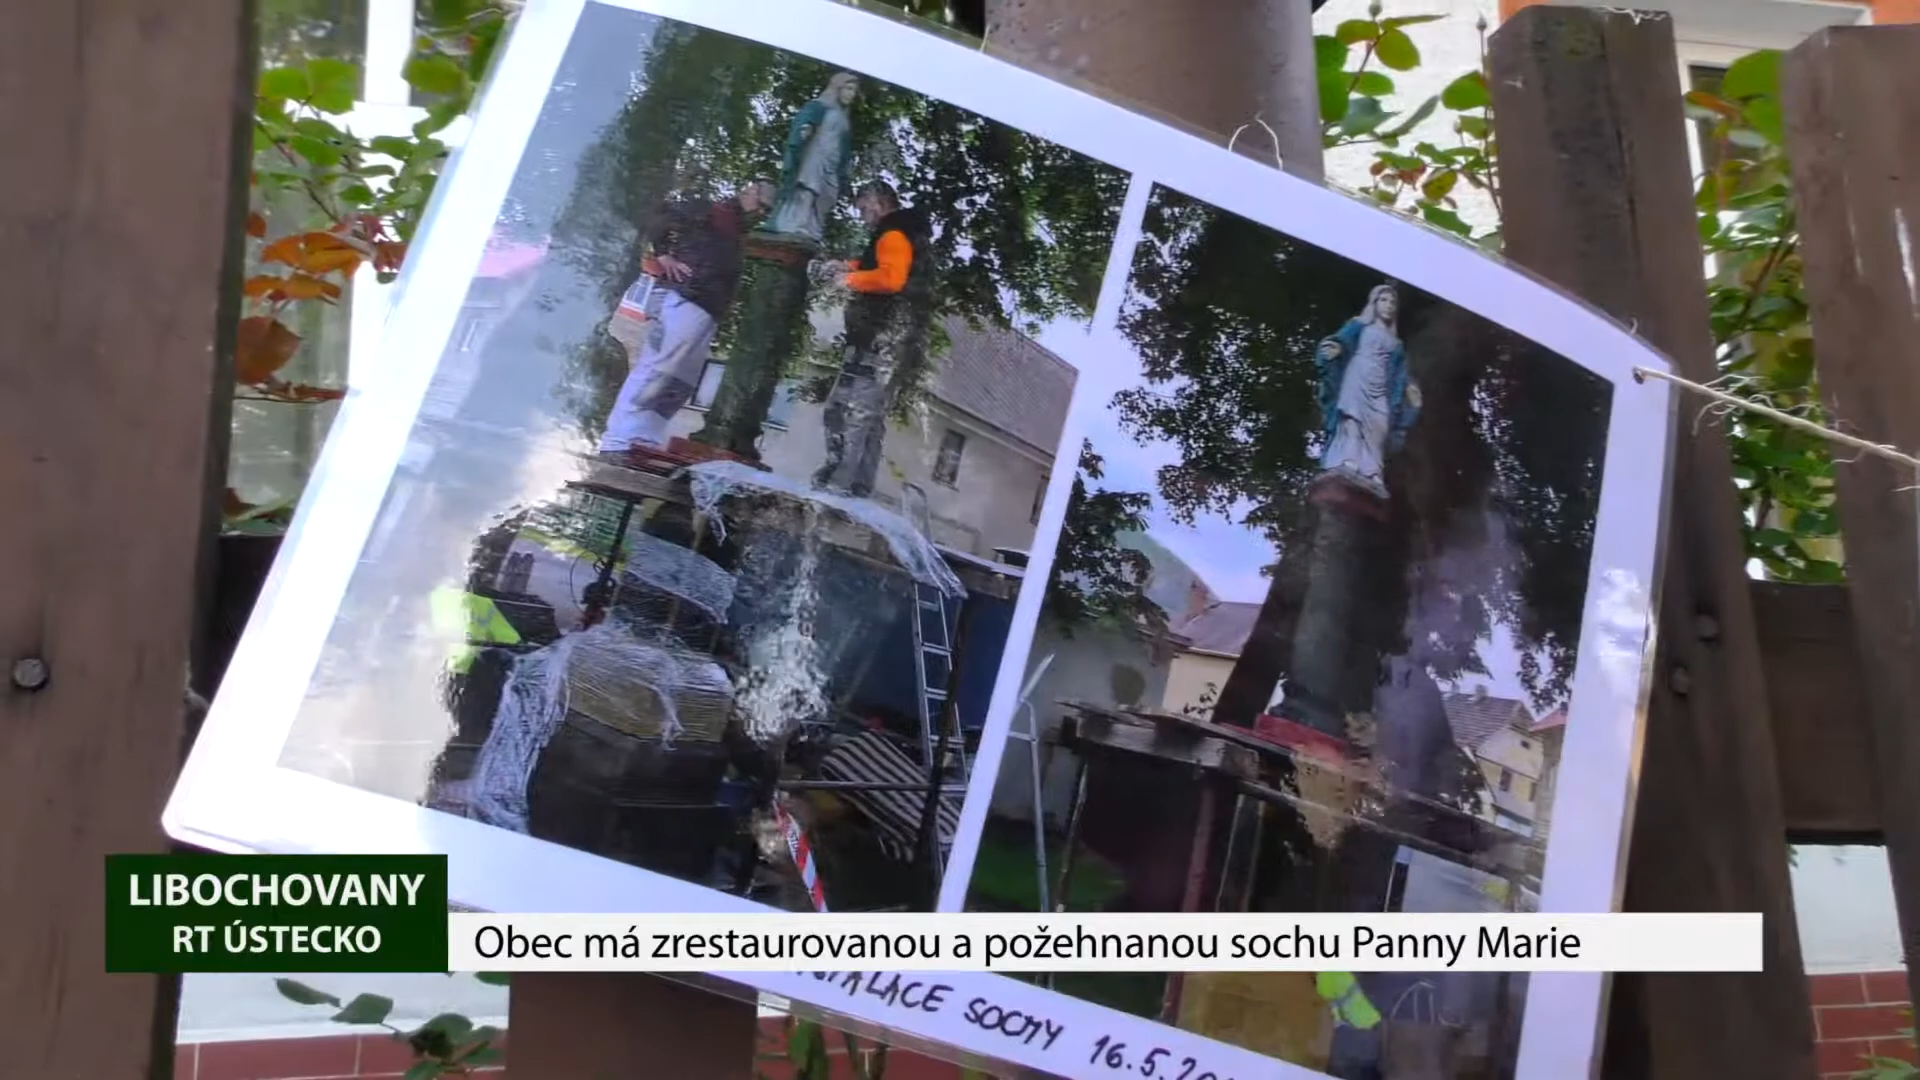 LIBOCHOVANY
RT ÚSTECKO
Obec má zrestaurovanou a požehnanou sochu Panny Marie
SOCHY 16.5.